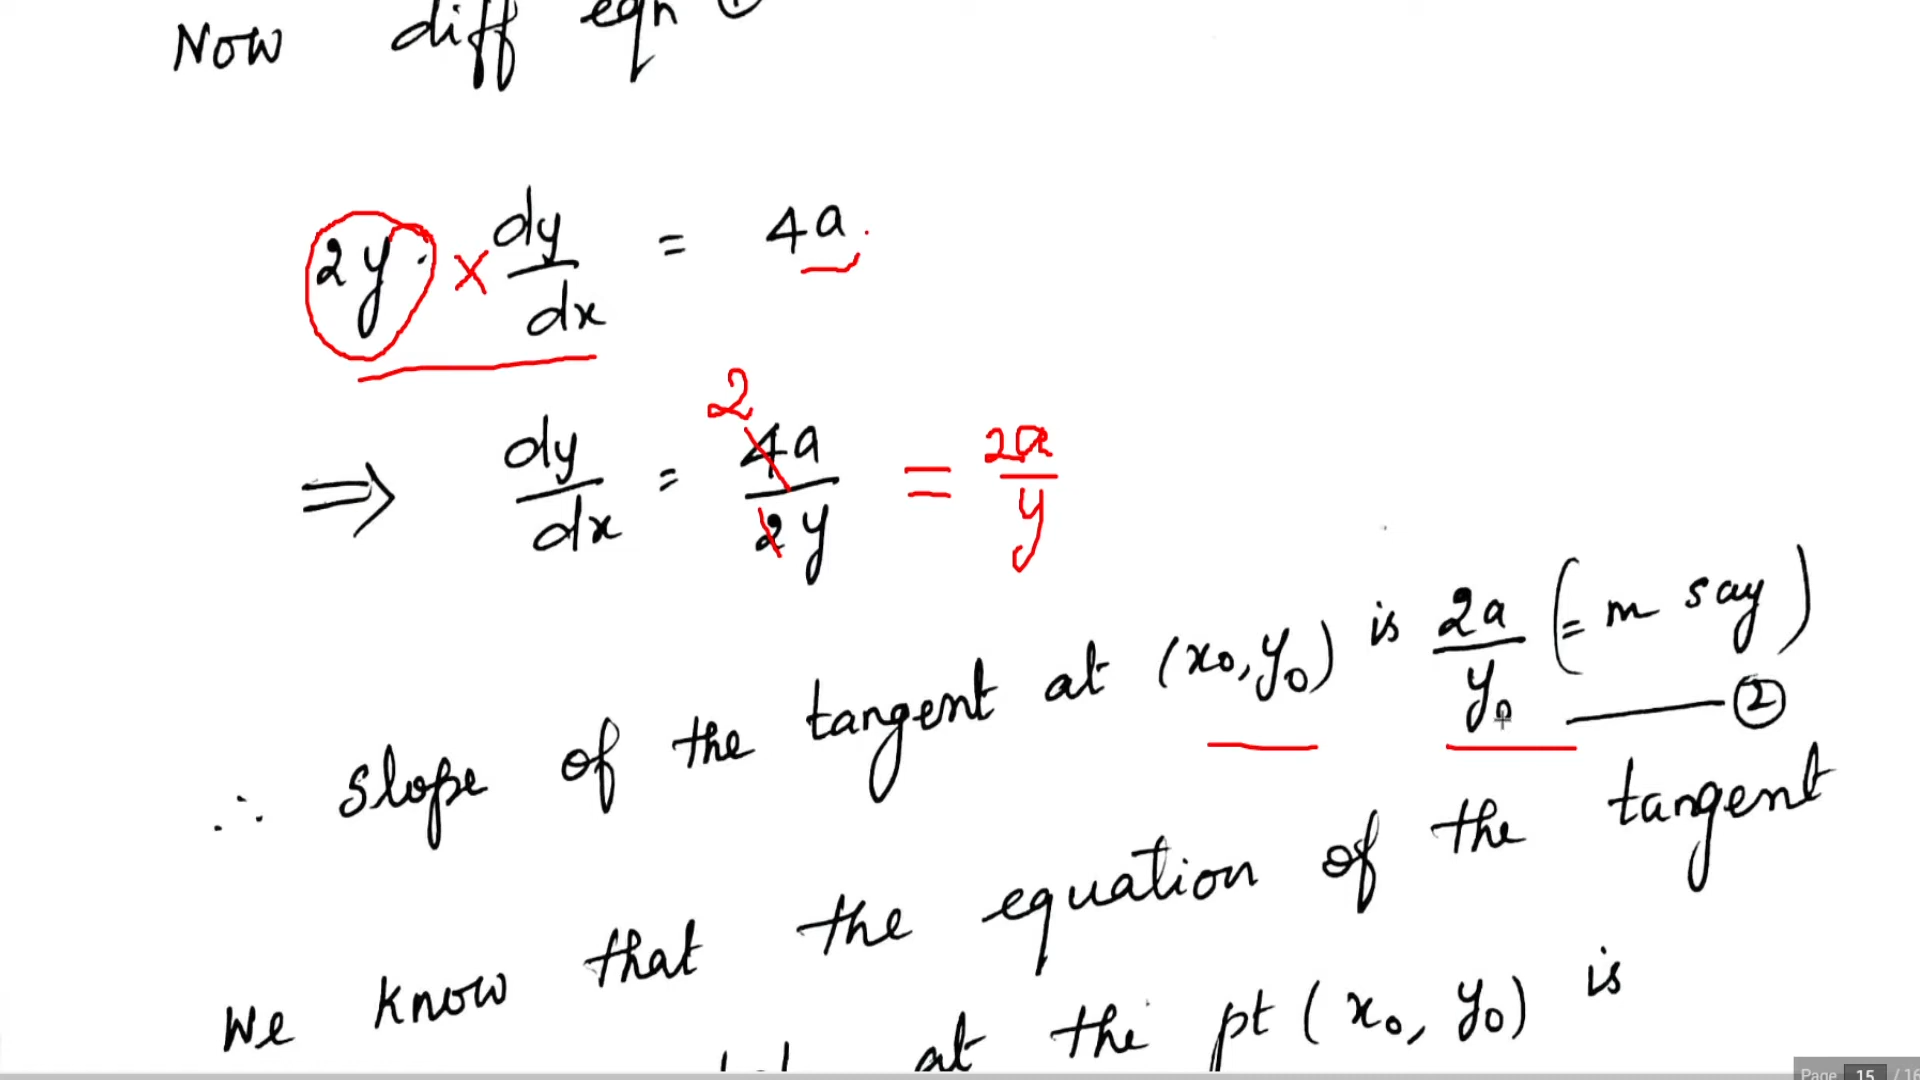 Now diff eqn ①
2y. × dy/dx = 4a.
⇒ dy/dx = 4a/2y = 2a/y
2
∴ slope of the tangent at (x₀, y₀) is 2a/y₀ (= m say)
②
We know that the equation of the tangent
at the pt (x₀, y₀) is
Page 15 / 16